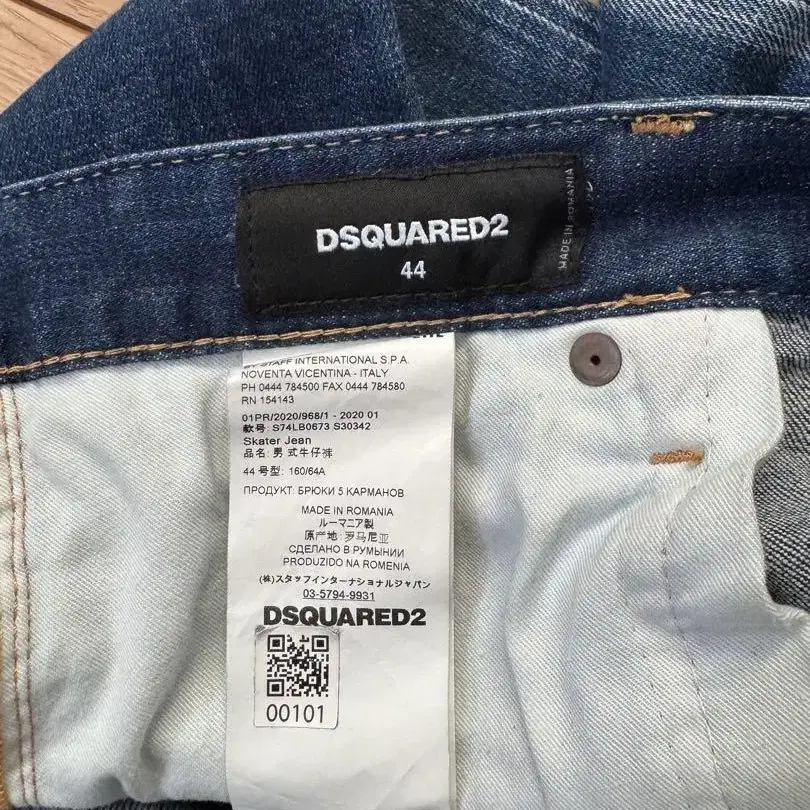 DSQUARED2
44
MADE IN ROMANIA
BY STAFF INTERNATIONAL S.P.A.
NOVENTA VICENTINA - ITALY
PH 0444 784500 FAX 0444 784580
RN 154143
01PR/2020/968/1 - 2020 01
款号: S74LB0673 S30342
Skater Jean
品名: 男式牛仔裤
44 号型: 160/64A
ПРОДУКТ: БРЮКИ 5 КАРМАНОВ
MADE IN ROMANIA
ルーマニア製
原产地: 罗马尼亚
СДЕЛАНО В РУМЫНИИ
PRODUZIDO NA ROMENIA
(株)スタッフインターナショナルジャパン
03-5794-9931
DSQUARED2
00101